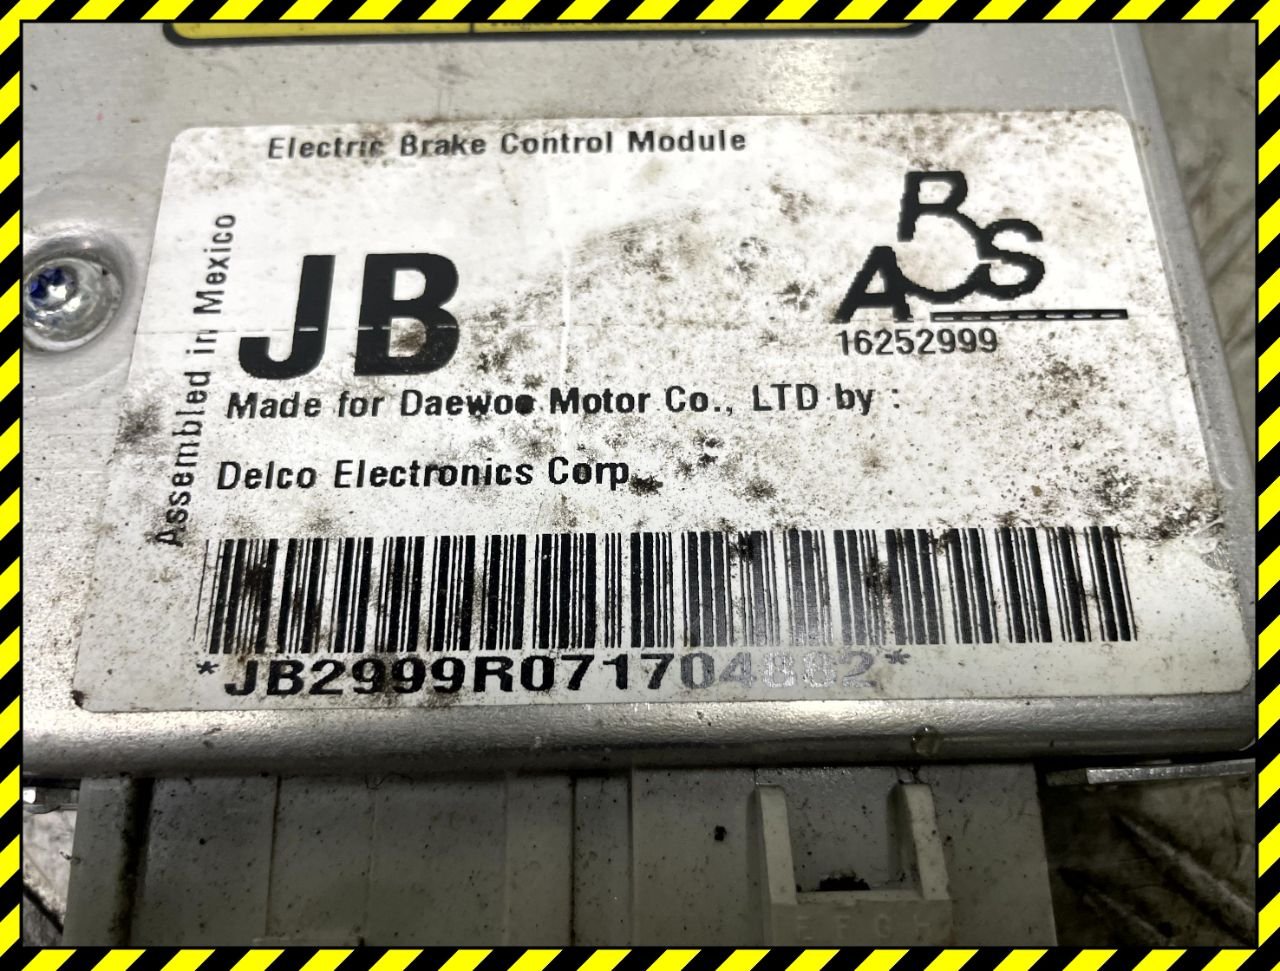 Electric Brake Control Module
ABS
Assembled in Mexico
JB
16252999
Made for Daewoo Motor Co., LTD by :
Delco Electronics Corp.
*JB2999R071704882*